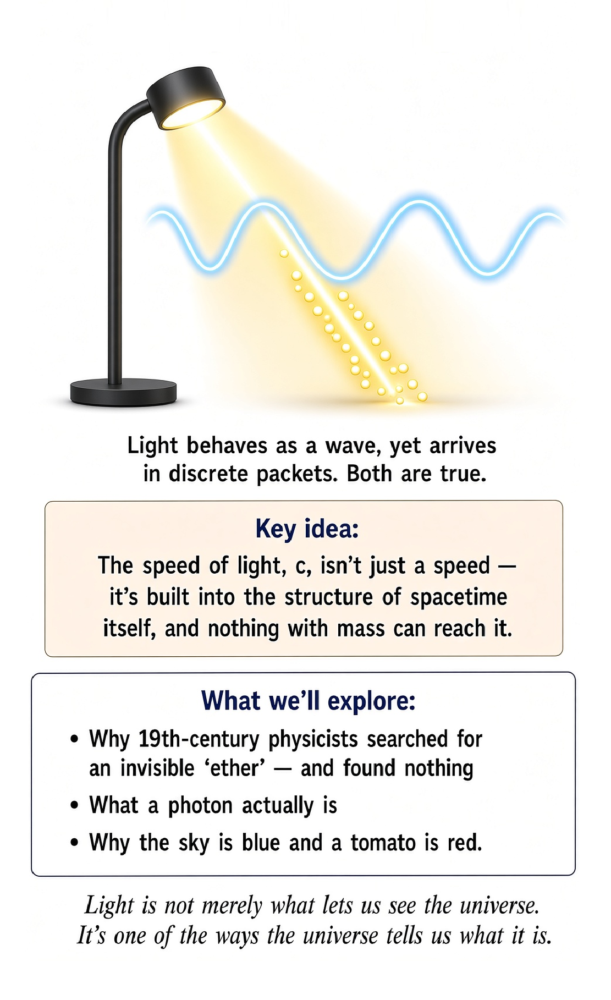 Light behaves as a wave, yet arrives
in discrete packets. Both are true.
Key idea:
The speed of light, c, isn’t just a speed —
it’s built into the structure of spacetime
itself, and nothing with mass can reach it.
What we’ll explore:
• Why 19th-century physicists searched for
an invisible ‘ether’ — and found nothing
• What a photon actually is
• Why the sky is blue and a tomato is red.
Light is not merely what lets us see the universe.
It’s one of the ways the universe tells us what it is.